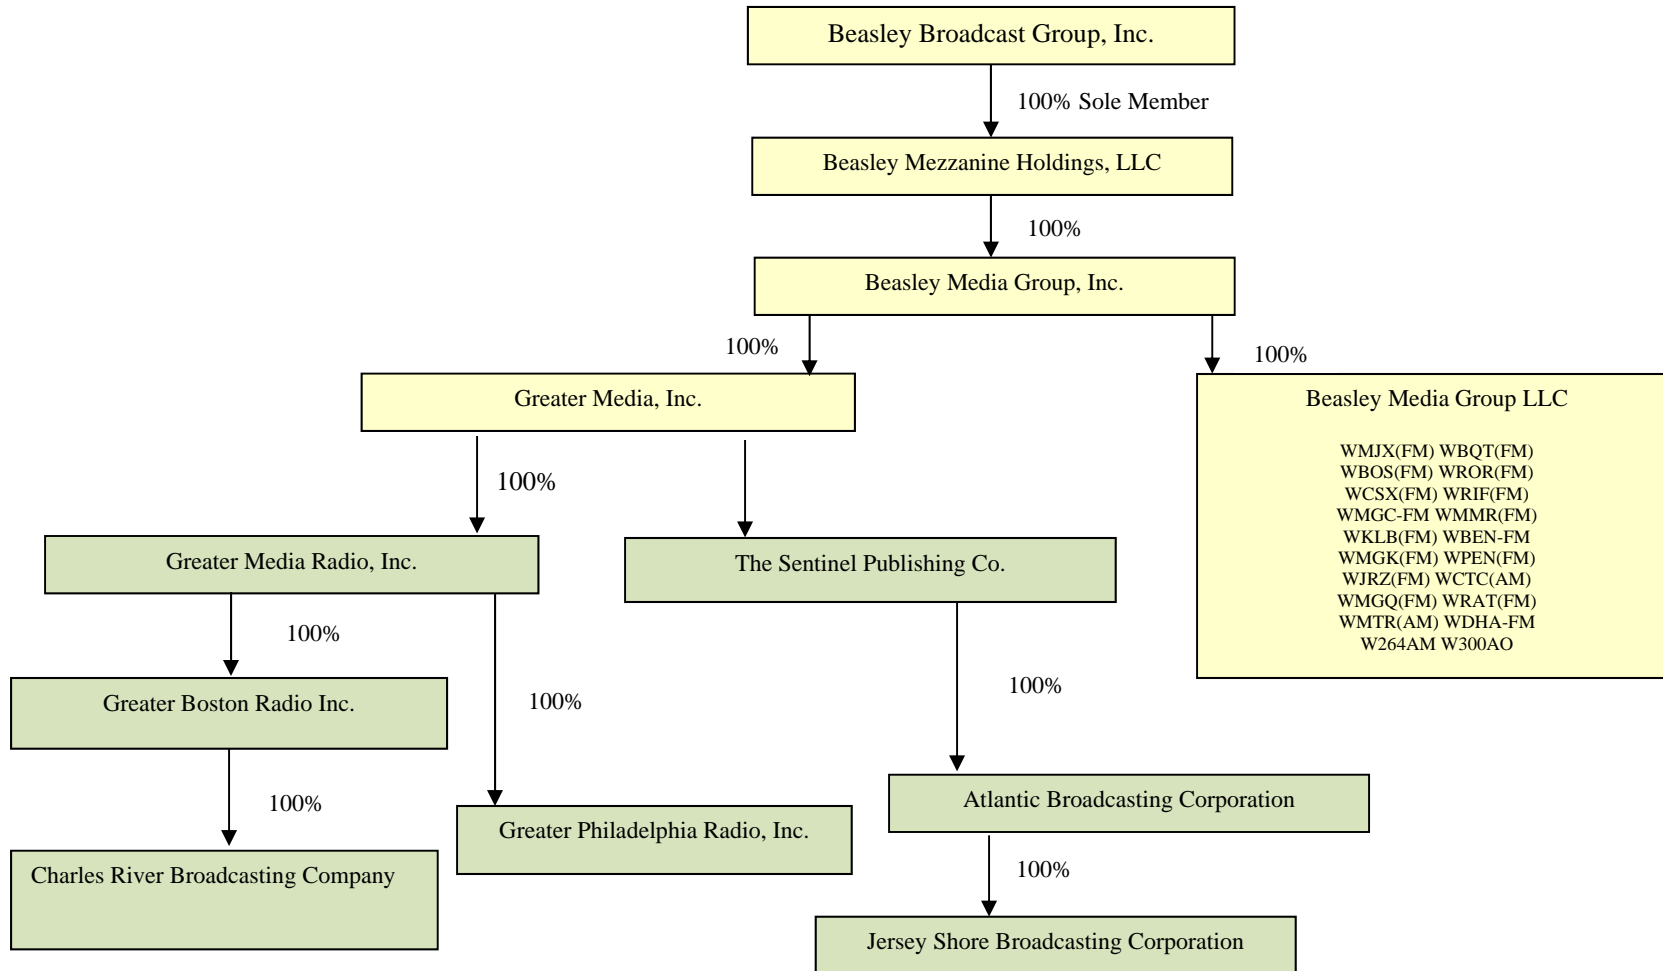 Beasley Broadcast Group, Inc.
100% Sole Member
Beasley Mezzanine Holdings, LLC
100%
Beasley Media Group, Inc.
100%
100%
Greater Media, Inc.
Beasley Media Group LLC
WMJX(FM) WBQT(FM)
WBOS(FM) WROR(FM)
WCSX(FM) WRIF(FM)
WMGC-FM WMMR(FM)
WKLB(FM) WBEN-FM
WMGK(FM) WPEN(FM)
WJRZ(FM) WCTC(AM)
WMGQ(FM) WRAT(FM)
WMTR(AM) WDHA-FM
W264AM W300AO
100%
Greater Media Radio, Inc.
The Sentinel Publishing Co.
100%
100%
100%
Greater Boston Radio Inc.
100%
Atlantic Broadcasting Corporation
Greater Philadelphia Radio, Inc.
Charles River Broadcasting Company
100%
Jersey Shore Broadcasting Corporation